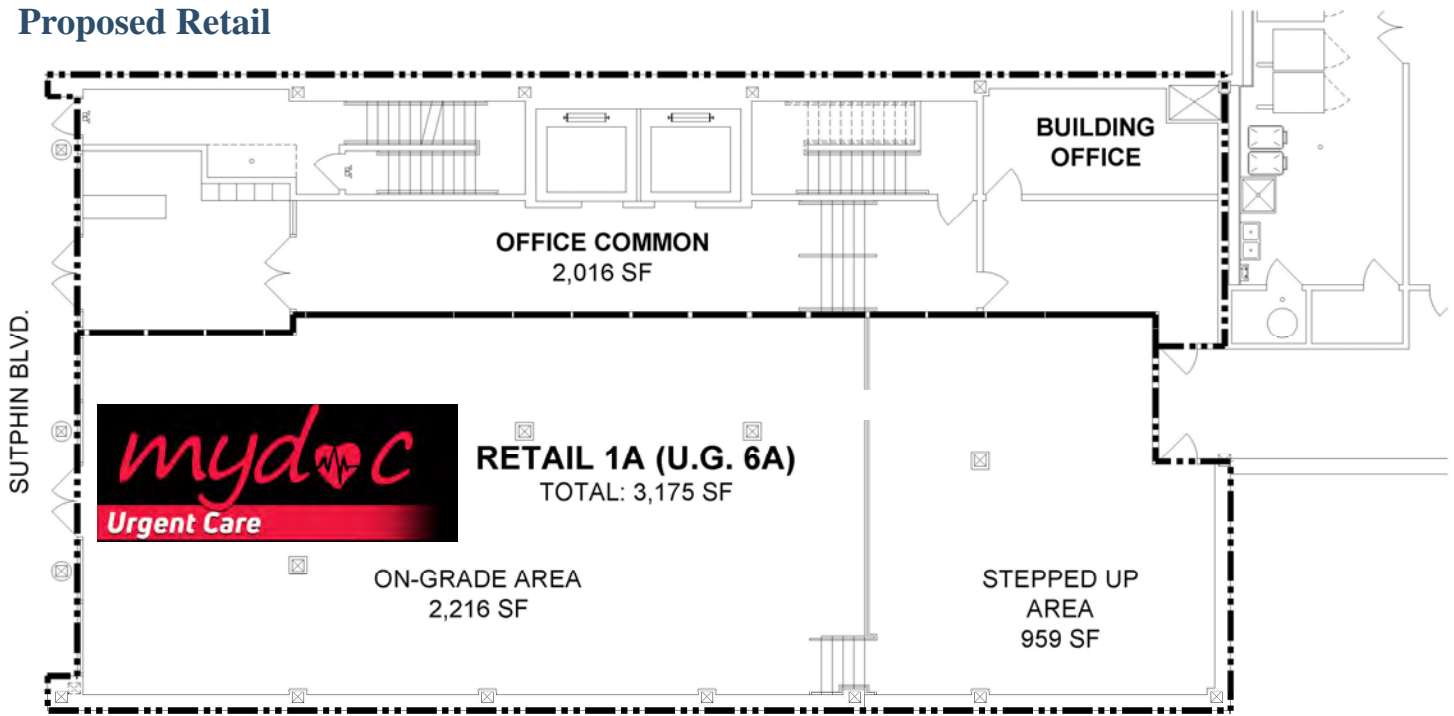 Proposed Retail
BUILDING
OFFICE
OFFICE COMMON
2,016 SF
SUTPHIN BLVD.
mydoc
Urgent Care
RETAIL 1A (U.G. 6A)
TOTAL: 3,175 SF
ON-GRADE AREA
2,216 SF
STEPPED UP
AREA
959 SF